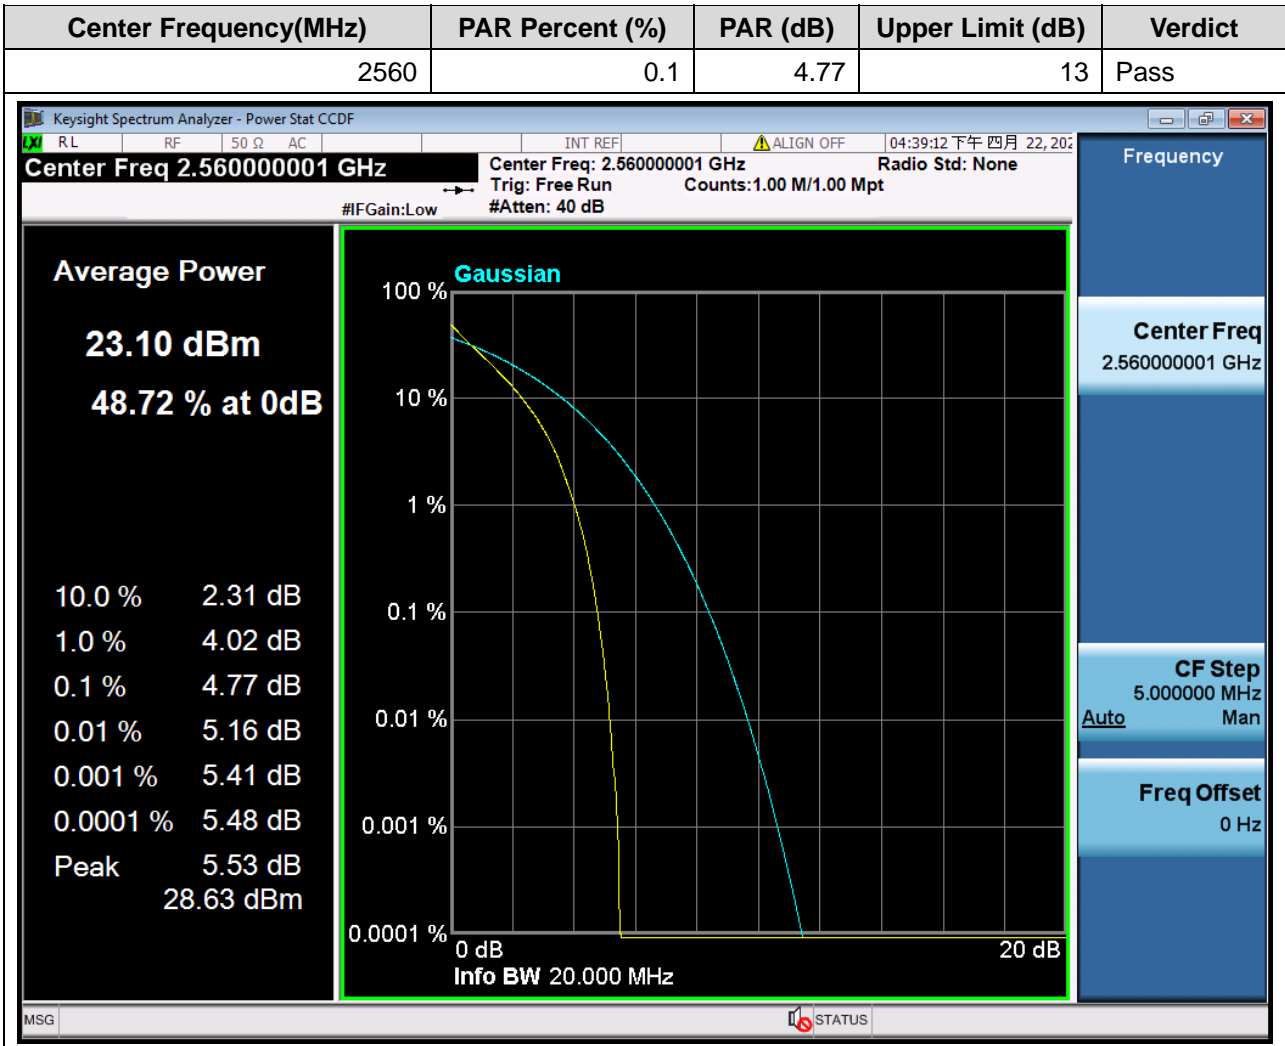 Center Frequency(MHz) PAR Percent (%) PAR (dB) Upper Limit (dB) Verdict
2560 0.1 4.77 13 Pass
Keysight Spectrum Analyzer - Power Stat CCDF
LXI RL RF 50 Ω AC INT REF ALIGN OFF 04:39:12 下午 四月 22, 202
Center Freq 2.560000001 GHz
#IFGain:Low
Center Freq: 2.560000001 GHz Radio Std: None
Trig: Free Run Counts:1.00 M/1.00 Mpt
#Atten: 40 dB
Average Power
23.10 dBm
48.72 % at 0dB
10.0 % 2.31 dB
1.0 % 4.02 dB
0.1 % 4.77 dB
0.01 % 5.16 dB
0.001 % 5.41 dB
0.0001 % 5.48 dB
Peak 5.53 dB
28.63 dBm
Gaussian
100 %
10 %
1 %
0.1 %
0.01 %
0.001 %
0.0001 %
0 dB 20 dB
Info BW 20.000 MHz
Frequency
Center Freq
2.560000001 GHz
CF Step
5.000000 MHz
Auto Man
Freq Offset
0 Hz
MSG STATUS